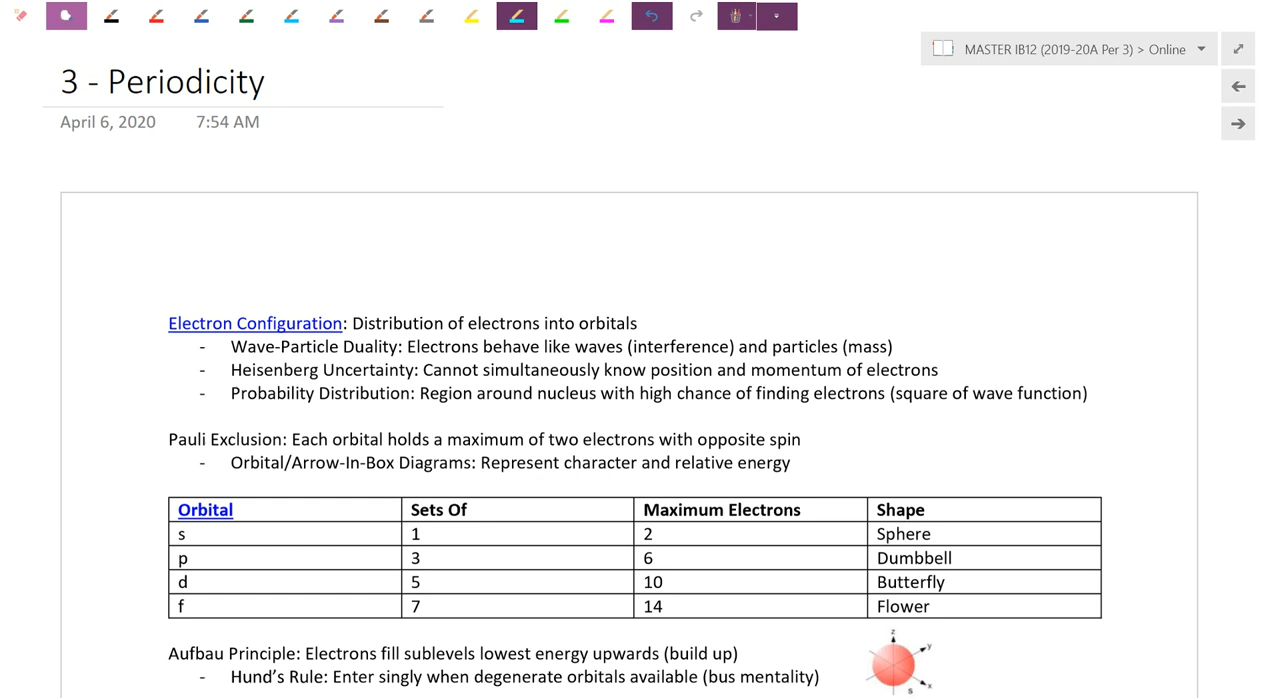 MASTER IB12 (2019-20A Per 3) > Online
3 - Periodicity
April 6, 2020 7:54 AM
Electron Configuration: Distribution of electrons into orbitals
- Wave-Particle Duality: Electrons behave like waves (interference) and particles (mass)
- Heisenberg Uncertainty: Cannot simultaneously know position and momentum of electrons
- Probability Distribution: Region around nucleus with high chance of finding electrons (square of wave function)
Pauli Exclusion: Each orbital holds a maximum of two electrons with opposite spin
- Orbital/Arrow-In-Box Diagrams: Represent character and relative energy
Orbital Sets Of Maximum Electrons Shape
s 1 2 Sphere
p 3 6 Dumbbell
d 5 10 Butterfly
f 7 14 Flower
Aufbau Principle: Electrons fill sublevels lowest energy upwards (build up)
- Hund's Rule: Enter singly when degenerate orbitals available (bus mentality)
z
y
x
s